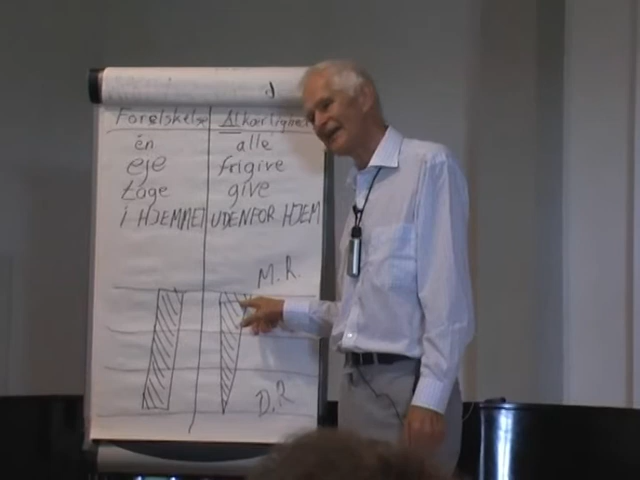 Forelskelse Alkærlighed
én alle
eje frigive
tage give
I HJEMMET UDENFOR HJEM
M.R.
D.R